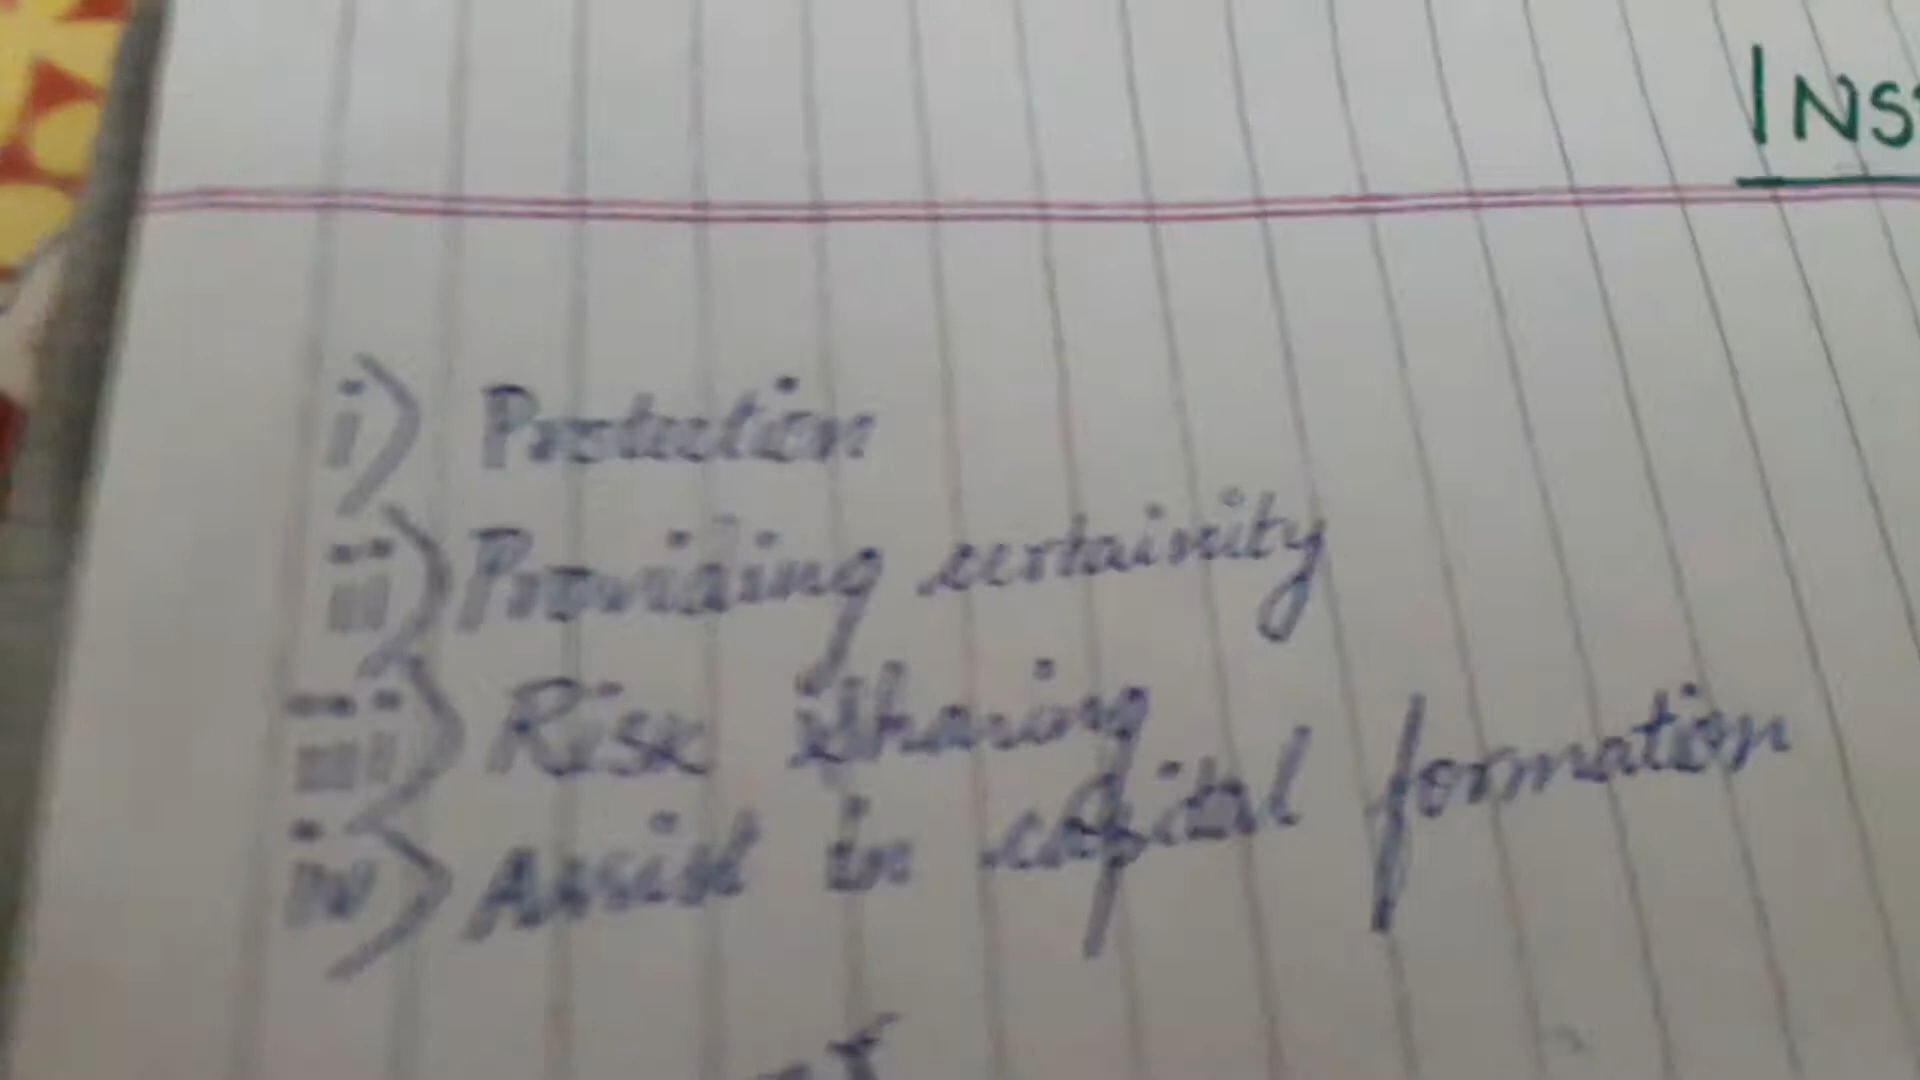 INS
i) Protection
ii) Providing certainity
iii) Risk sharing
iv) Assist in capital formation